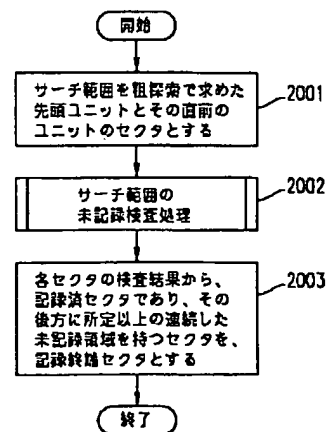 開始
サーチ範囲を粗探索で求めた
先頭ユニットとその直前の
ユニットのセクタとする
2001
サーチ範囲の
未記録検査処理
2002
各セクタの検査結果から、
記録済セクタであり、その
後方に所定以上の連続した
未記録領域を持つセクタを、
記録終端セクタとする
2003
終了